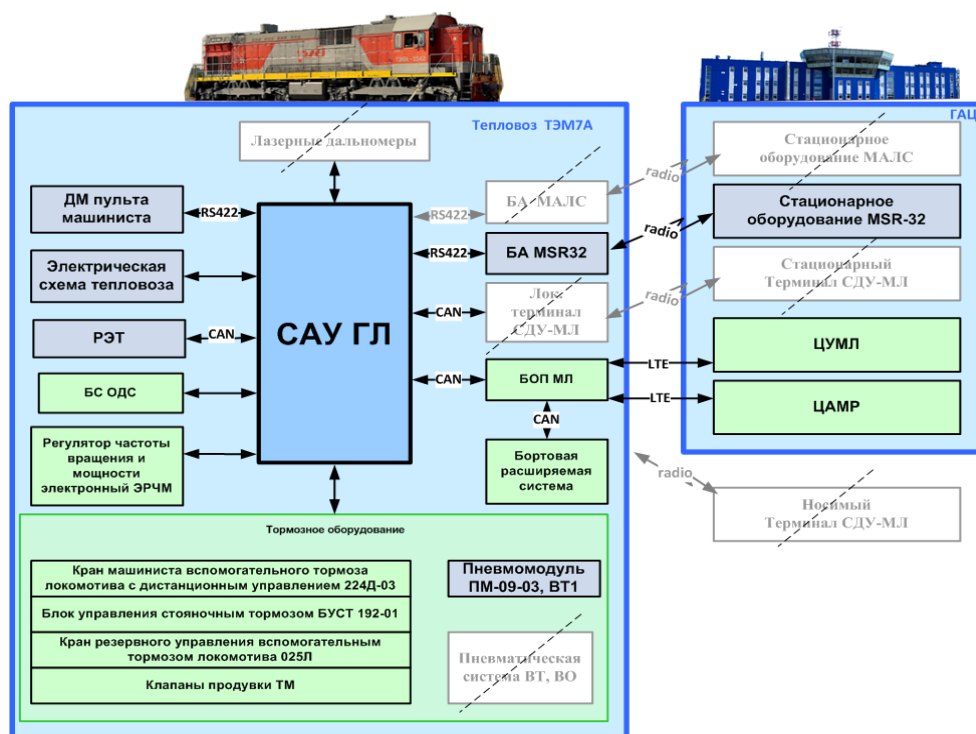 Тепловоз ТЭМ7А
ГАЦ
Лазерные дальномеры
ДМ пульта
машиниста
RS422
Электрическая
схема тепловоза
РЭТ
CAN
БС ОДС
Регулятор частоты
вращения и
мощности
электронный ЭРЧМ
САУ ГЛ
RS422
БА МАЛС
RS422
БА MSR32
CAN
Лок.
терминал
СДУ-МЛ
CAN
БОП МЛ
CAN
Бортовая
расширяемая
система
radio
Стационарное
оборудование МАЛС
radio
Стационарное
оборудование MSR-32
radio
Стационарный
Терминал СДУ-МЛ
LTE
ЦУМЛ
LTE
ЦАМР
radio
Носимый
Терминал СДУ-МЛ
Тормозное оборудование
Кран машиниста вспомогательного тормоза
локомотива с дистанционным управлением 224Д-03
Блок управления стояночным тормозом БУСТ 192-01
Кран резервного управления вспомогательным
тормозом локомотива 025Л
Клапаны продувки ТМ
Пневмомодуль
ПМ-09-03, ВТ1
Пневматическая
система ВТ, ВО